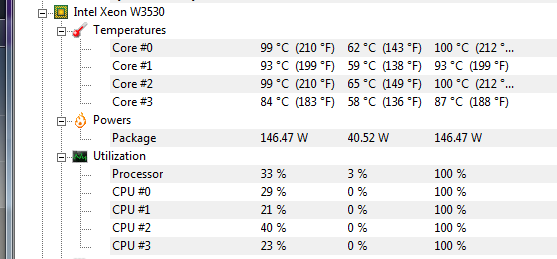 Intel Xeon W3530
Temperatures
Core #0 99 °C (210 °F) 62 °C (143 °F) 100 °C (212 °...
Core #1 93 °C (199 °F) 59 °C (138 °F) 93 °C (199 °F)
Core #2 99 °C (210 °F) 65 °C (149 °F) 100 °C (212 °...
Core #3 84 °C (183 °F) 58 °C (136 °F) 87 °C (188 °F)
Powers
Package 146.47 W 40.52 W 146.47 W
Utilization
Processor 33 % 3 % 100 %
CPU #0 29 % 0 % 100 %
CPU #1 21 % 0 % 100 %
CPU #2 40 % 0 % 100 %
CPU #3 23 % 0 % 100 %